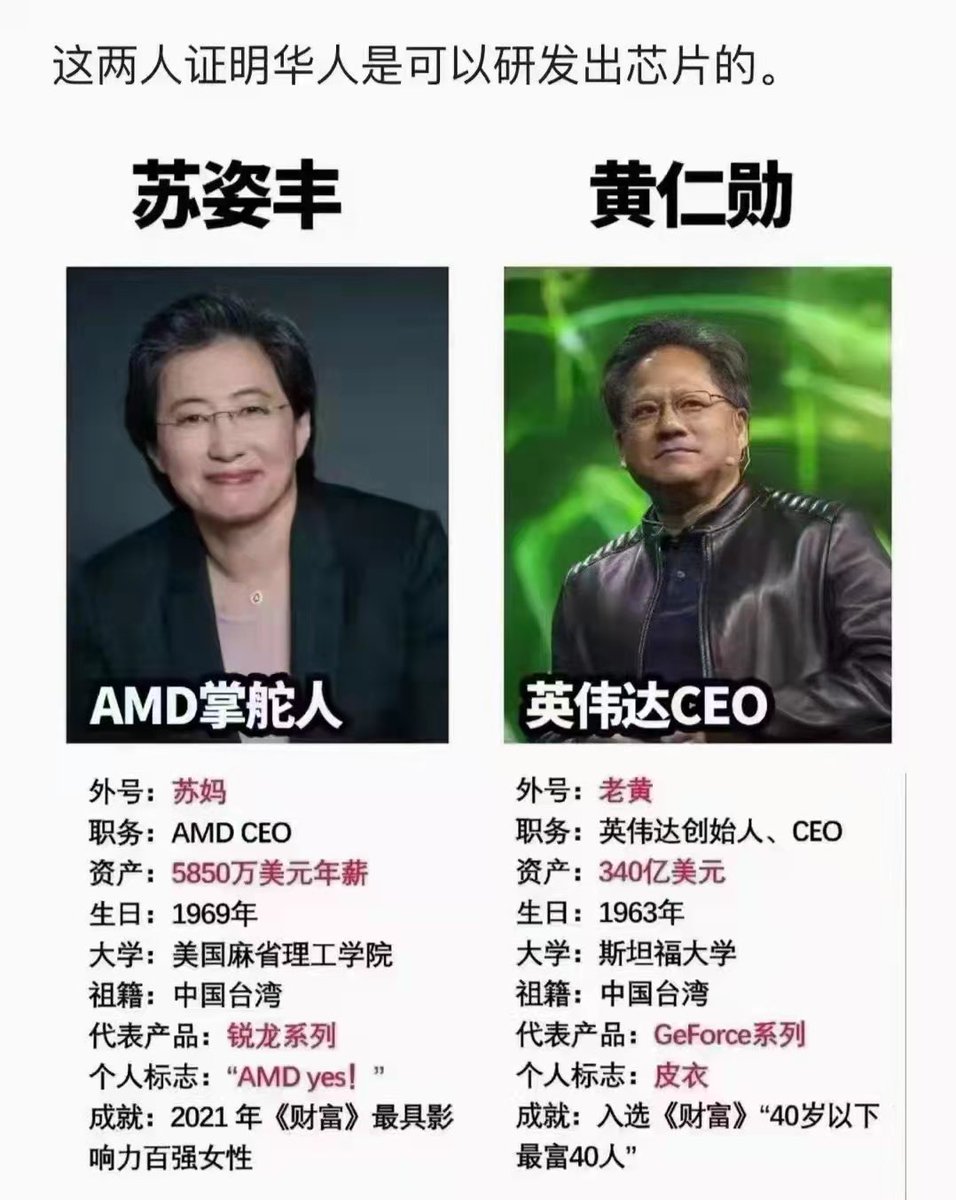 这两人证明华人是可以研发出芯片的。
苏姿丰
黄仁勋
AMD掌舵人
英伟达CEO
外号：苏妈
职务：AMD CEO
资产：5850万美元年薪
生日：1969年
大学：美国麻省理工学院
祖籍：中国台湾
代表产品：锐龙系列
个人标志：“AMD yes！”
成就：2021 年《财富》最具影
响力百强女性
外号：老黄
职务：英伟达创始人、CEO
资产：340亿美元
生日：1963年
大学：斯坦福大学
祖籍：中国台湾
代表产品：GeForce系列
个人标志：皮衣
成就：入选《财富》“40岁以下
最富40人”